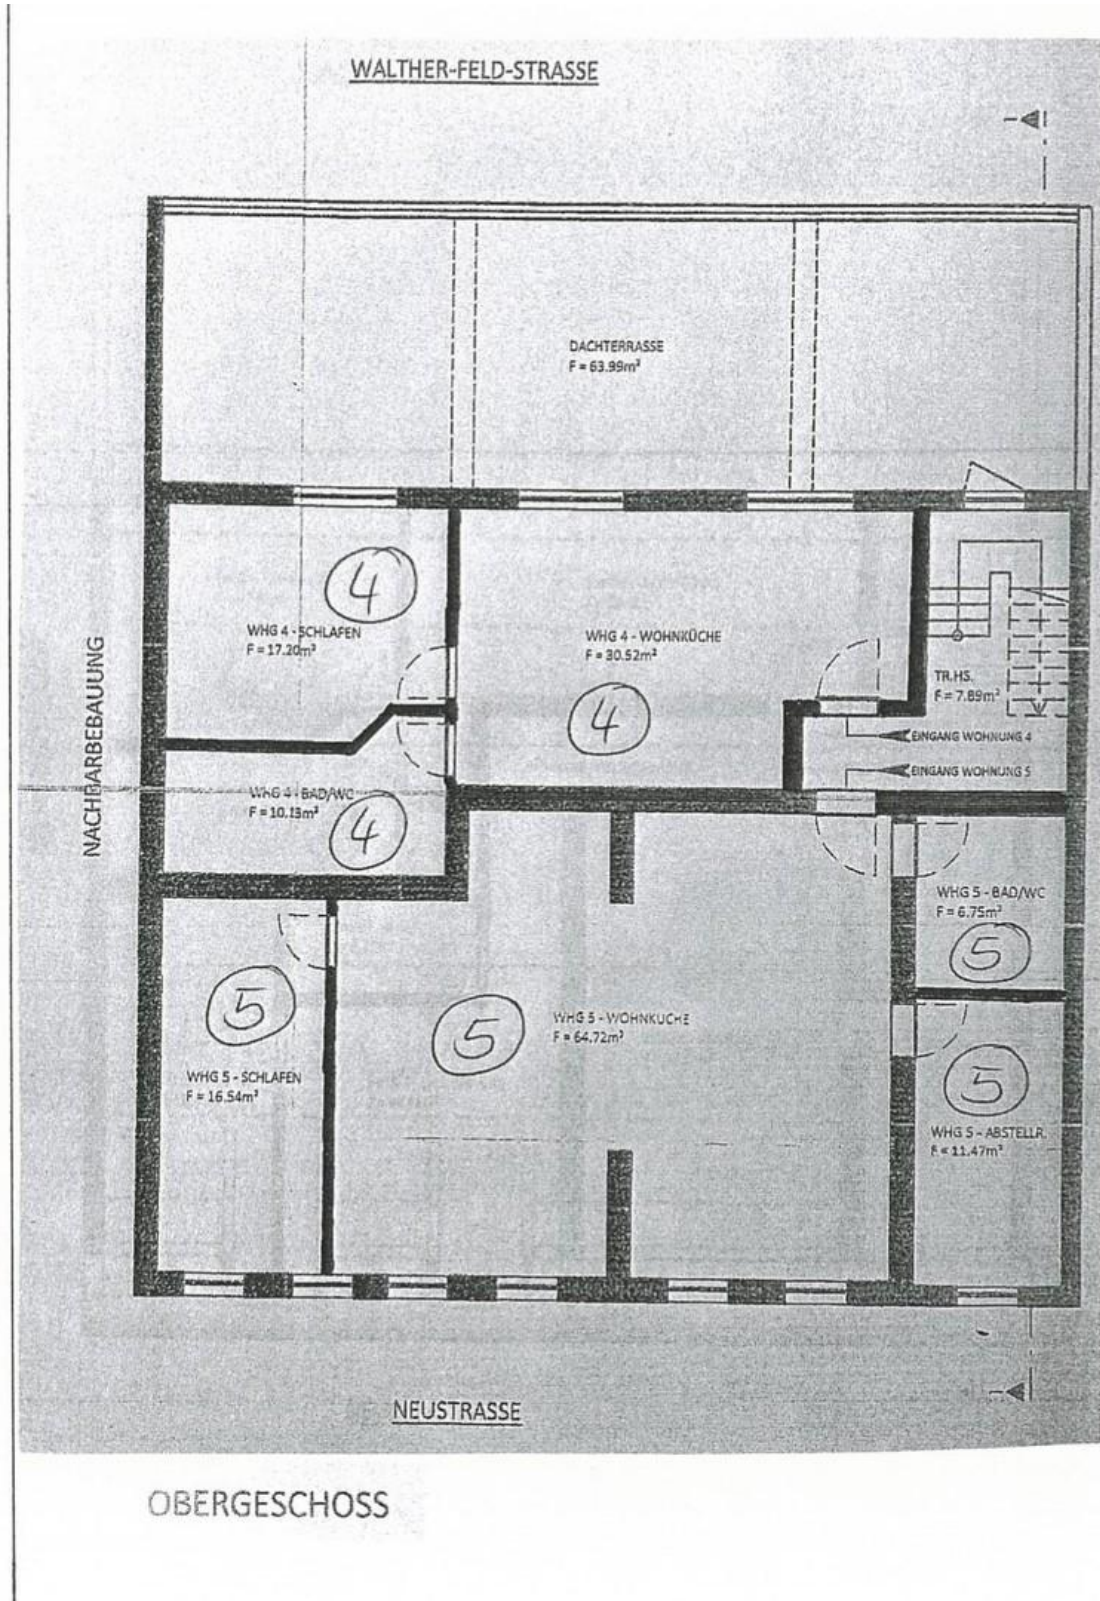 WALTHER-FELD-STRASSE
DACHTERRASSE
F = 63.99m²
4
WHG 4 - SCHLAFEN
F = 17.20m²
WHG 4 - WOHNKÜCHE
F = 30.52m²
4
TR.HS.
F = 7.89m²
EINGANG WOHNUNG 4
EINGANG WOHNUNG 5
NACHBARBEBAUUNG
WHG 4 - BAD/WC
F = 10.13m²
4
WHG 5 - BAD/WC
F = 6.75m²
5
5
WHG 5 - SCHLAFEN
F = 16.54m²
5
WHG 5 - WOHNKÜCHE
F = 64.72m²
5
WHG 5 - ABSTELLR.
F = 11.47m²
NEUSTRASSE
OBERGESCHOSS